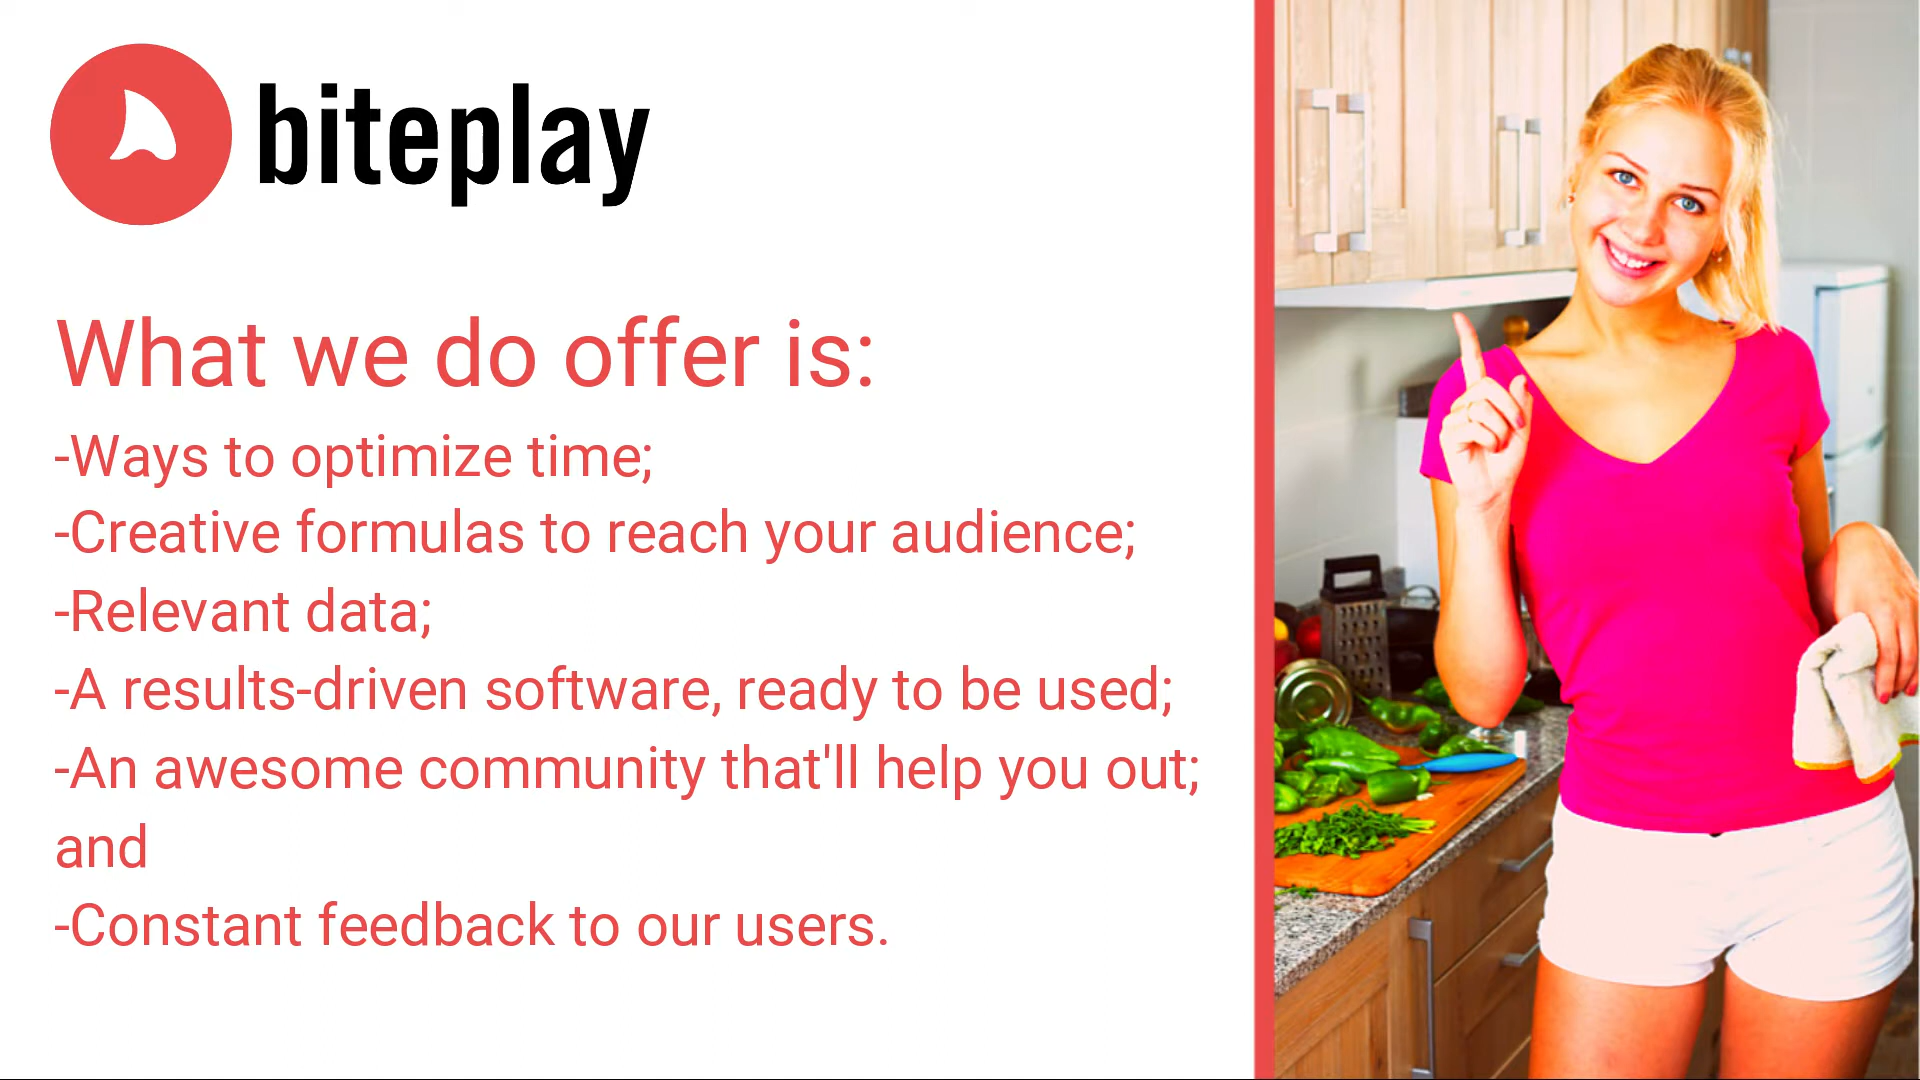 biteplay
What we do offer is:
-Ways to optimize time;
-Creative formulas to reach your audience;
-Relevant data;
-A results-driven software, ready to be used;
-An awesome community that'll help you out;
and
-Constant feedback to our users.